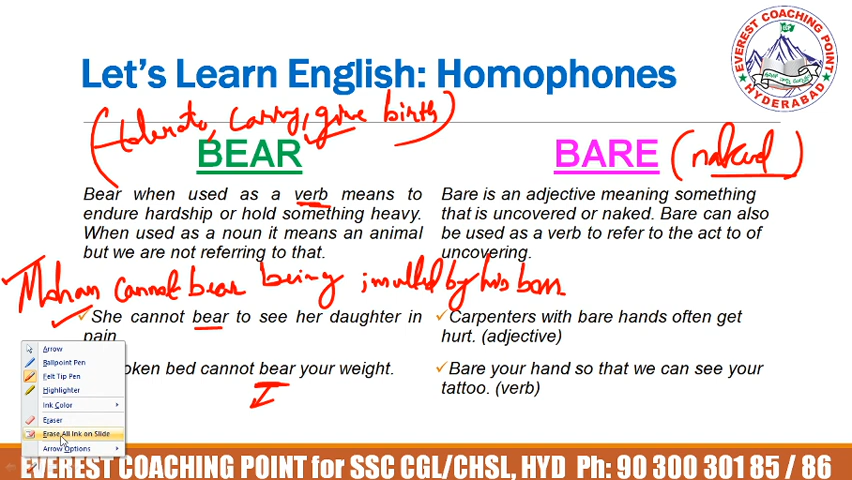 EVEREST COACHING POINT
HYDERABAD
Let's Learn English: Homophones
(tolerate, carry, give birth)
BEAR
BARE (naked)
Bear when used as a verb means to
endure hardship or hold something heavy.
When used as a noun it means an animal
but we are not referring to that.
Bare is an adjective meaning something
that is uncovered or naked. Bare can also
be used as a verb to refer to the act to of
uncovering.
Mohan cannot bear being insulted by his boss
She cannot bear to see her daughter in
pain
oken bed cannot bear your weight.
Carpenters with bare hands often get
hurt. (adjective)
Bare your hand so that we can see your
tattoo. (verb)
Arrow
Ballpoint Pen
Felt Tip Pen
Highlighter
Ink Color
Eraser
Erase All Ink on Slide
Arrow Options
EVEREST COACHING POINT for SSC CGL/CHSL, HYD Ph: 90 300 301 85 / 86